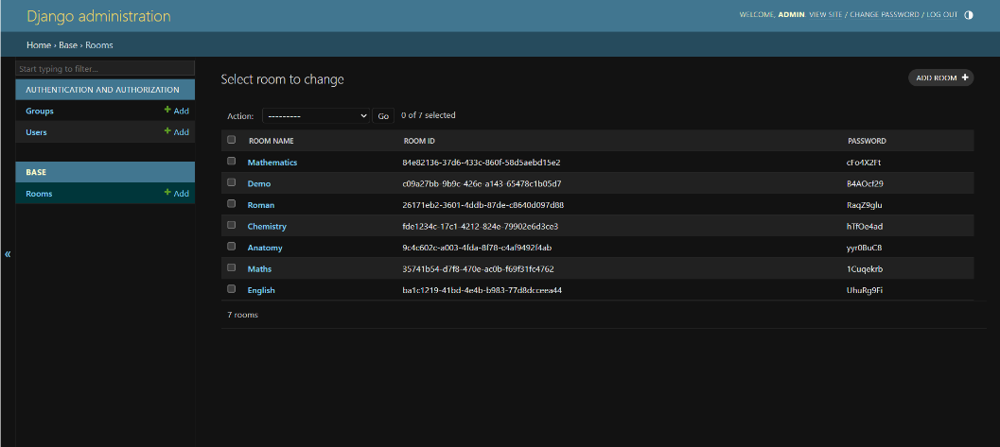 Django administration
WELCOME, ADMIN. VIEW SITE / CHANGE PASSWORD / LOG OUT
Home › Base › Rooms
Start typing to filter...
AUTHENTICATION AND AUTHORIZATION
Groups + Add
Users + Add
BASE
Rooms + Add
«
Select room to change
ADD ROOM +
Action: --------- Go 0 of 7 selected
ROOM NAME ROOM ID PASSWORD
Mathematics 84e82136-37d6-433c-860f-58d5aebd15e2 cFo4X2Ft
Demo c09a27bb-9b9c-426e-a143-65478c1b05d7 B4AOcf29
Roman 26171eb2-3601-4ddb-87de-c8640d097d88 RaqZ9glu
Chemistry fde1234c-17c1-4212-824e-79902e6d3ce3 hTfOe4ad
Anatomy 9c4c602c-a003-4fda-8f78-c4af9492f4ab yyr0BuC8
Maths 35741b54-d7f8-470e-ac0b-f69f31fc4762 1Cuqekrb
English ba1c1219-41bd-4e4b-b983-77d8dcceea44 UhuRg9Fi
7 rooms